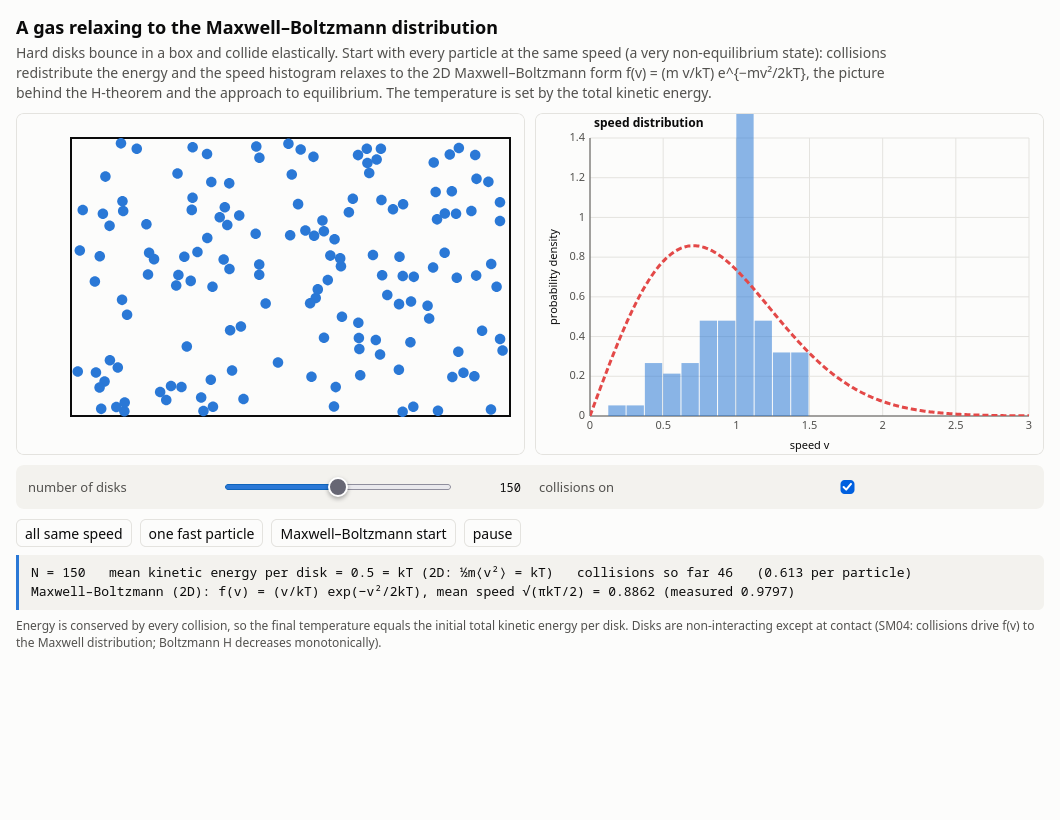 A gas relaxing to the Maxwell–Boltzmann distribution
Hard disks bounce in a box and collide elastically. Start with every particle at the same speed (a very non-equilibrium state): collisions
redistribute the energy and the speed histogram relaxes to the 2D Maxwell–Boltzmann form f(v) = (m v/kT) e^{−mv²/2kT}, the picture
behind the H-theorem and the approach to equilibrium. The temperature is set by the total kinetic energy.
speed distribution
1.4
1.2
1
0.8
0.6
0.4
0.2
0
probability density
0 0.5 1 1.5 2 2.5 3
speed v
number of disks 150 collisions on
all same speed one fast particle Maxwell–Boltzmann start pause
N = 150 mean kinetic energy per disk = 0.5 = kT (2D: ½m⟨v²⟩ = kT) collisions so far 46 (0.613 per particle)
Maxwell–Boltzmann (2D): f(v) = (v/kT) exp(−v²/2kT), mean speed √(πkT/2) = 0.8862 (measured 0.9797)
Energy is conserved by every collision, so the final temperature equals the initial total kinetic energy per disk. Disks are non-interacting except at contact (SM04: collisions drive f(v) to
the Maxwell distribution; Boltzmann H decreases monotonically).